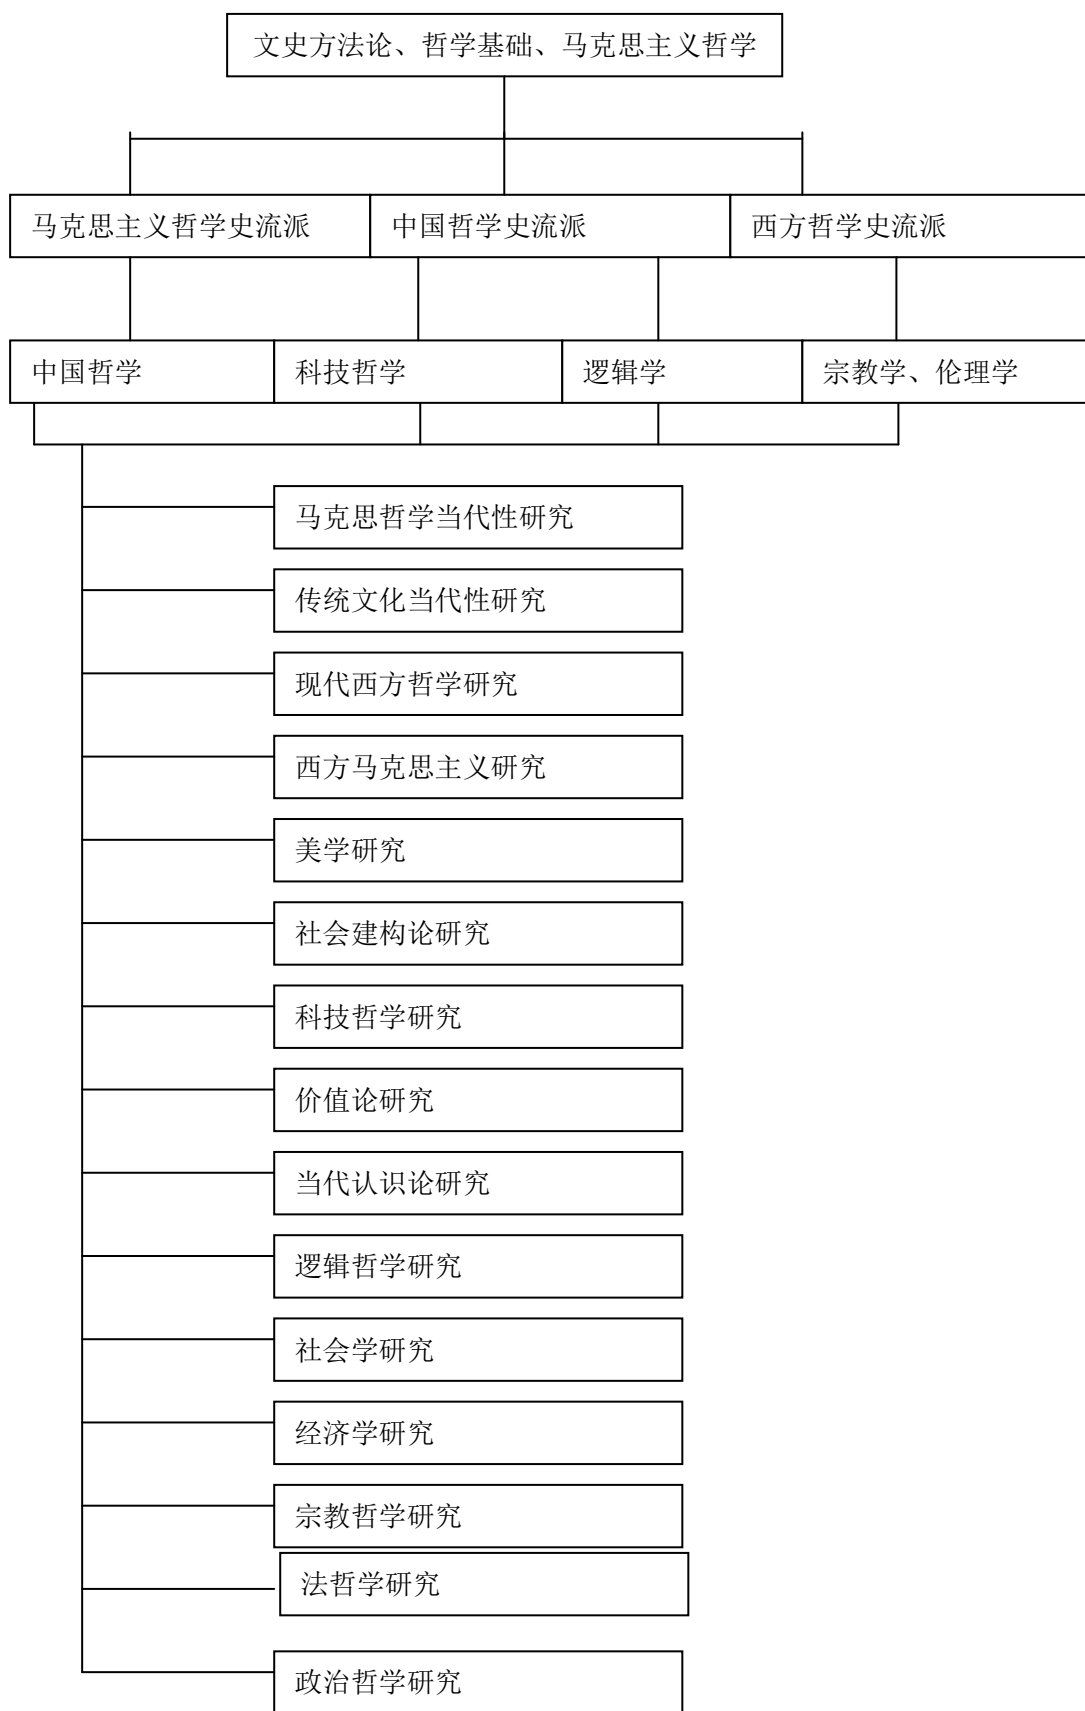 文史方法论、哲学基础、马克思主义哲学
马克思主义哲学史流派
中国哲学史流派
西方哲学史流派
中国哲学
科技哲学
逻辑学
宗教学、伦理学
马克思哲学当代性研究
传统文化当代性研究
现代西方哲学研究
西方马克思主义研究
美学研究
社会建构论研究
科技哲学研究
价值论研究
当代认识论研究
逻辑哲学研究
社会学研究
经济学研究
宗教哲学研究
法哲学研究
政治哲学研究